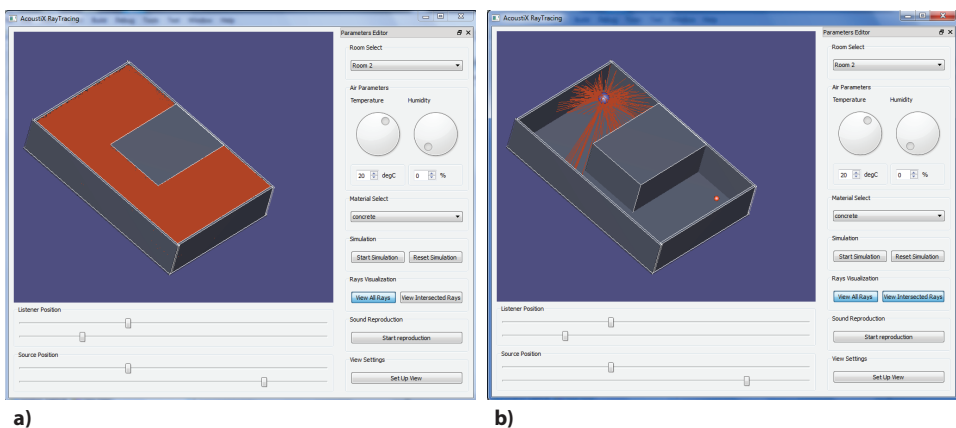 AcoustiX RayTracing
Parameters Editor
Room Select
Room 2
Air Parameters
Temperature Humidity
20 degC 0 %
Material Select
concrete
Simulation
Start Simulation Reset Simulation
Rays Visualization
View All Rays View Intersected Rays
Listener Position
Sound Reproduction
Start reproduction
Source Position
View Settings
Set Up View
a)
AcoustiX RayTracing
Parameters Editor
Room Select
Room 2
Air Parameters
Temperature Humidity
20 degC 0 %
Material Select
concrete
Simulation
Start Simulation Reset Simulation
Rays Visualization
View All Rays View Intersected Rays
Listener Position
Sound Reproduction
Start reproduction
Source Position
View Settings
Set Up View
b)